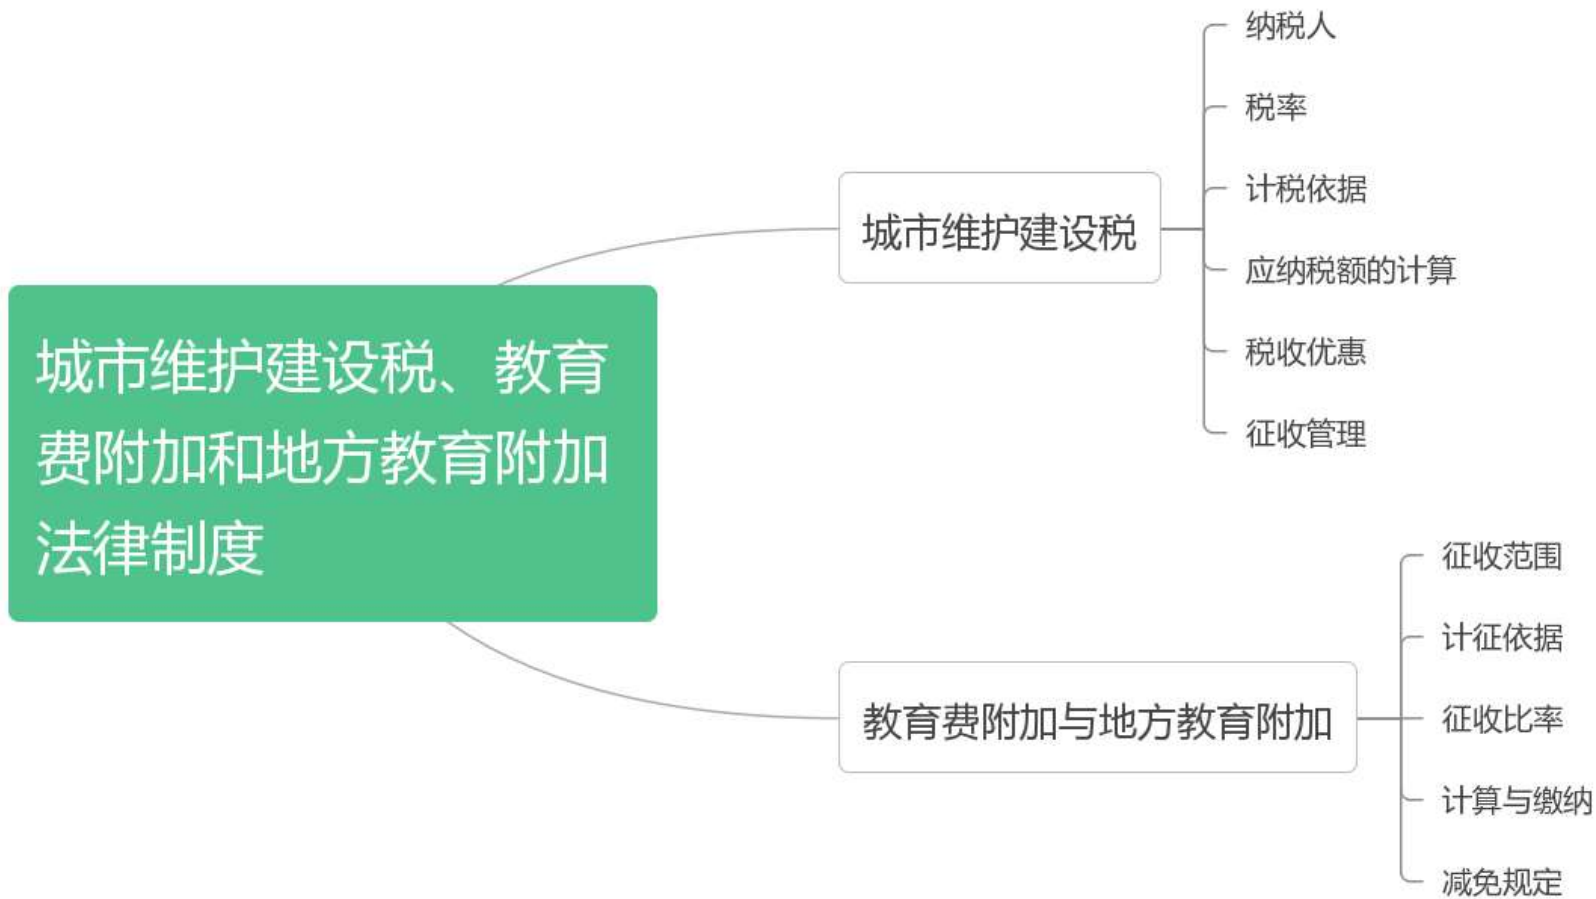 城市维护建设税、教育
费附加和地方教育附加
法律制度
城市维护建设税
纳税人
税率
计税依据
应纳税额的计算
税收优惠
征收管理
教育费附加与地方教育附加
征收范围
计征依据
征收比率
计算与缴纳
减免规定